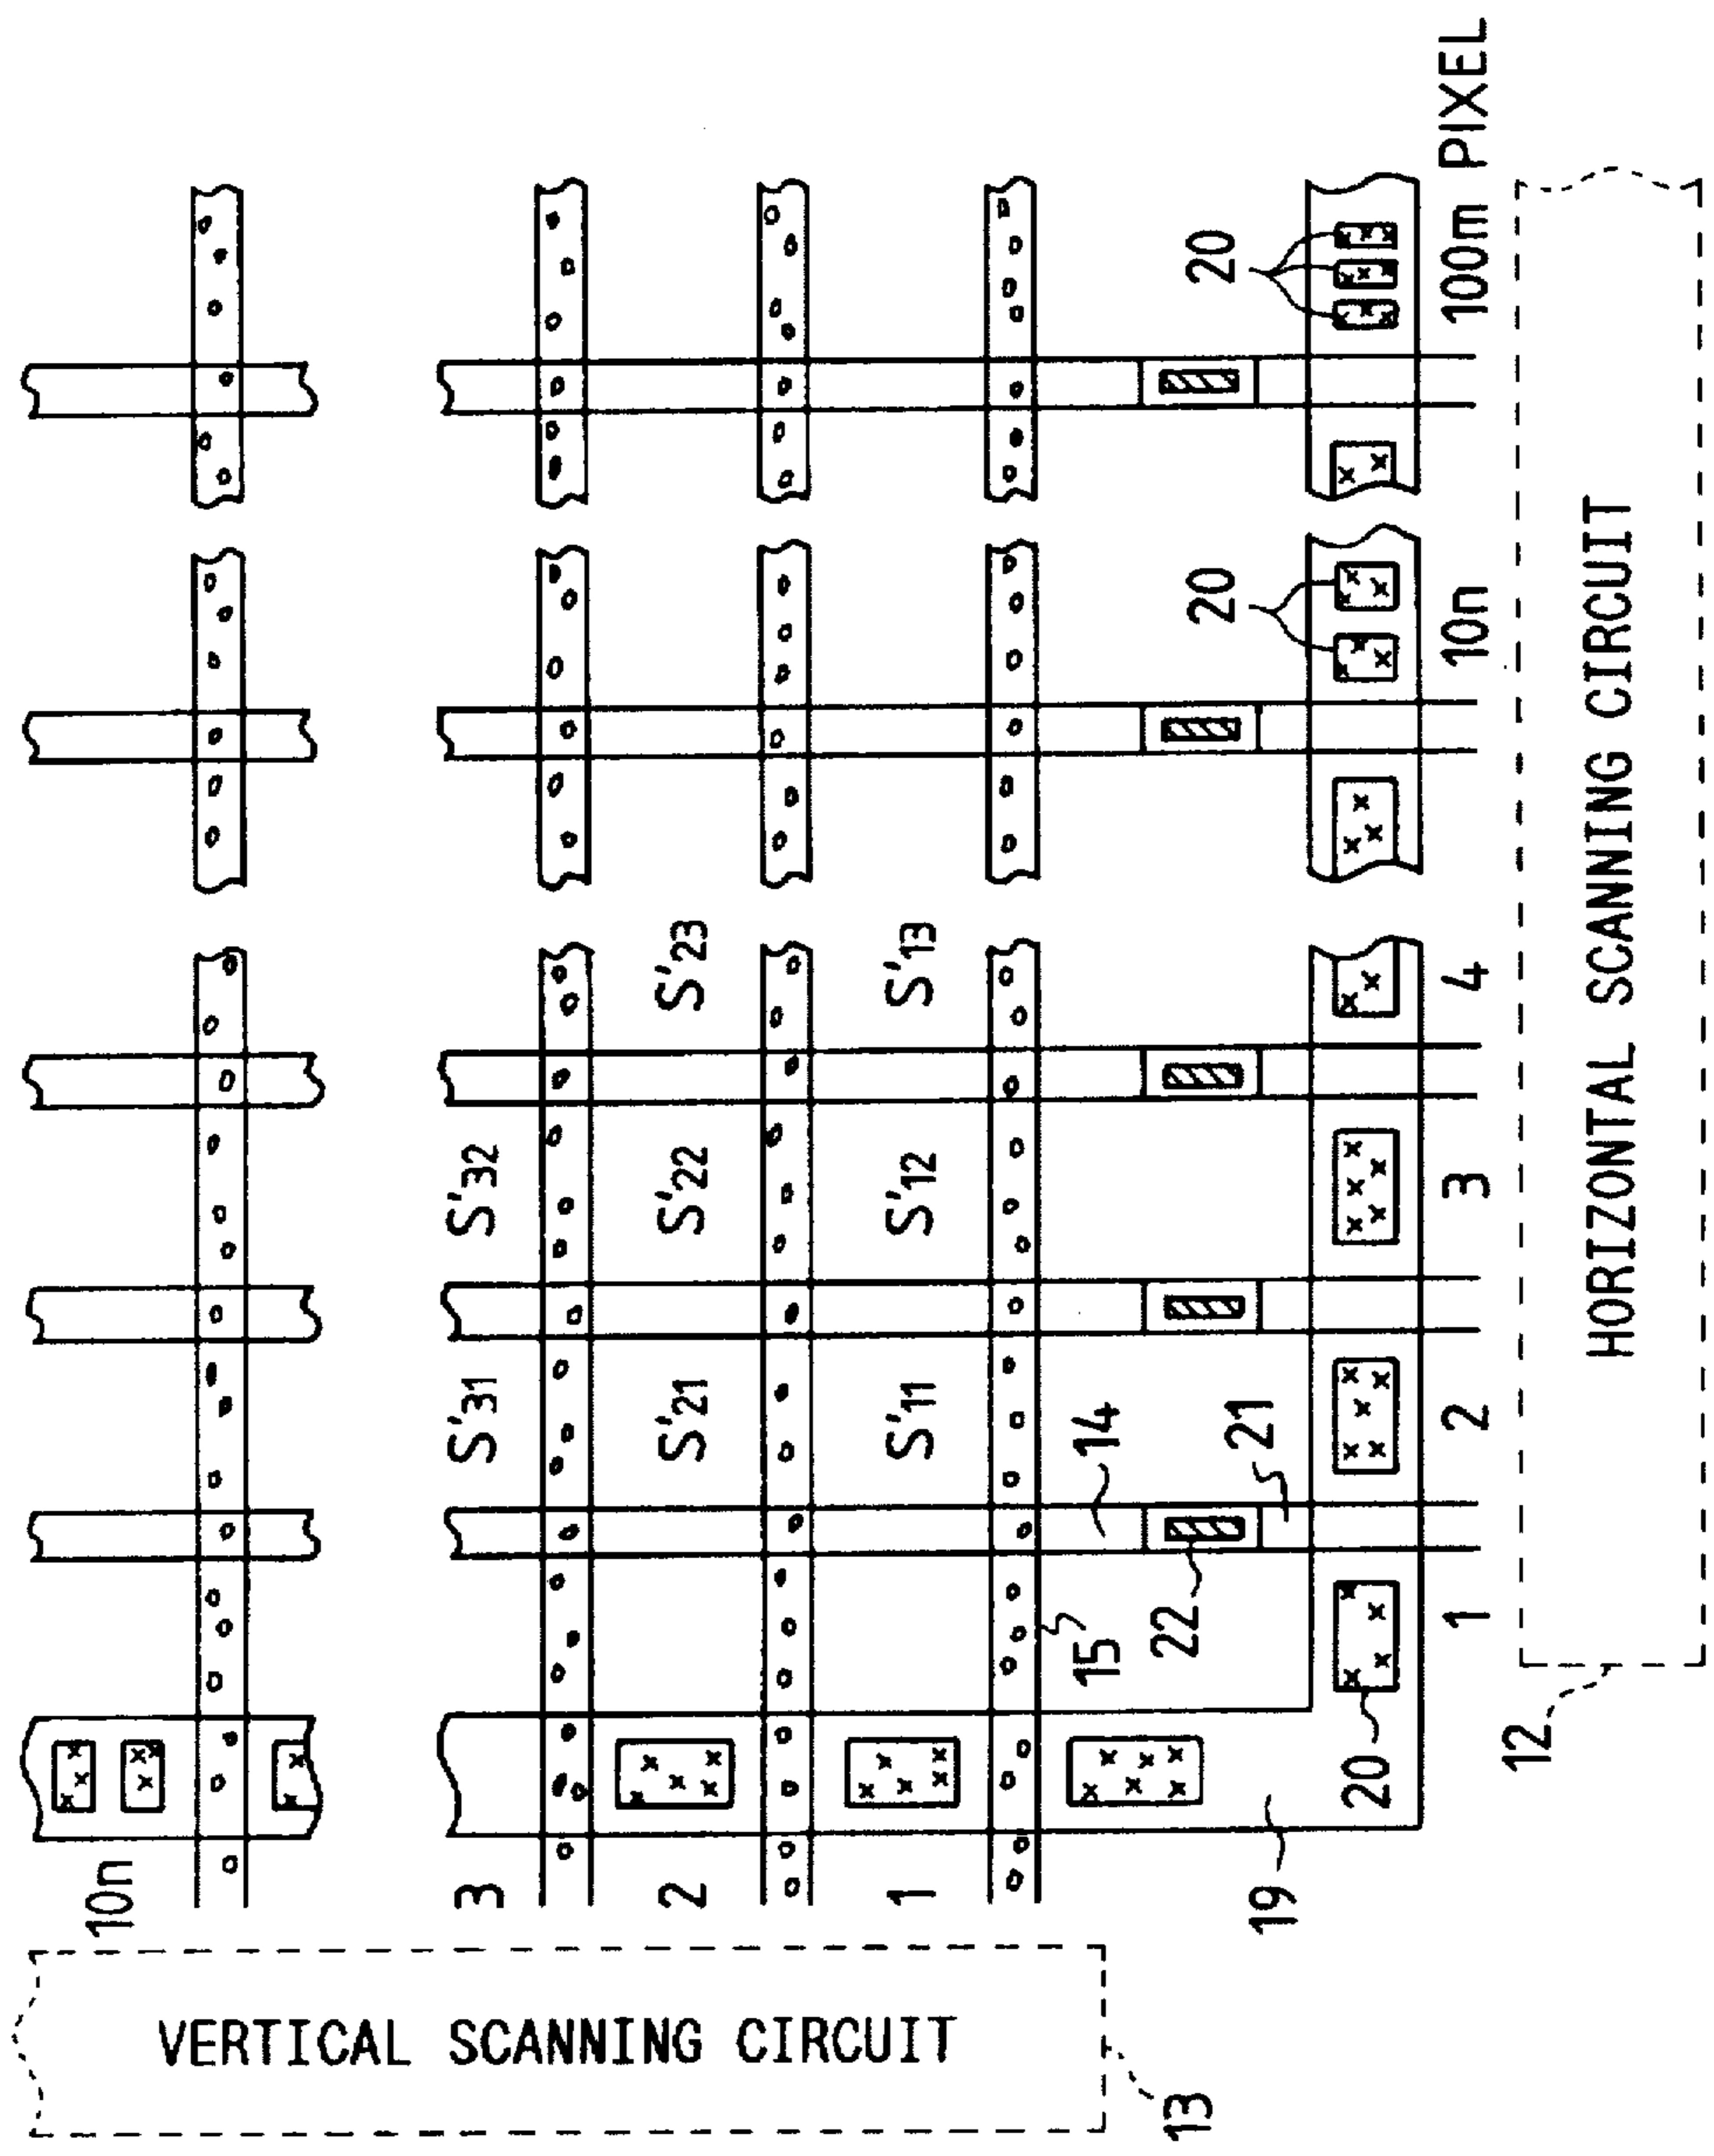 10n
VERTICAL SCANNING CIRCUIT
3 S'31 S'32
2 S'21 S'22 S'23
1 S'11 S'12 S'13
15 14
13 22 20 20
19 21
20
1 2 3 4 10n 100m PIXEL
12
HORIZONTAL SCANNING CIRCUIT